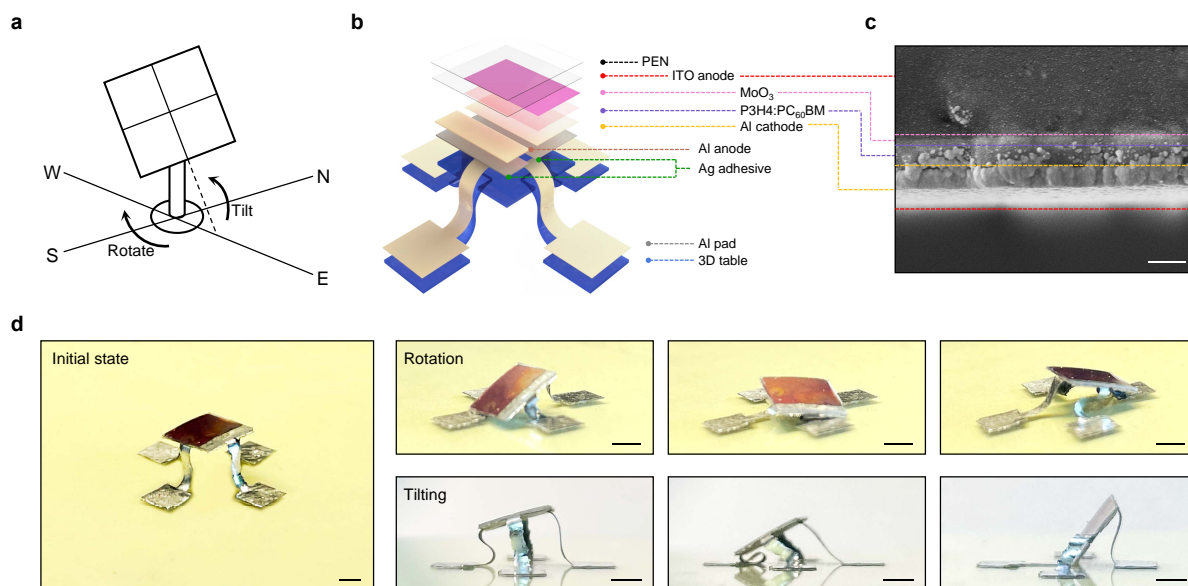 a
W
N
S
E
Rotate
Tilt
b
PEN
ITO anode
MoO₃
P3H4:PC₆₀BM
Al cathode
Al anode
Ag adhesive
Al pad
3D table
c
d
Initial state
Rotation
Tilting